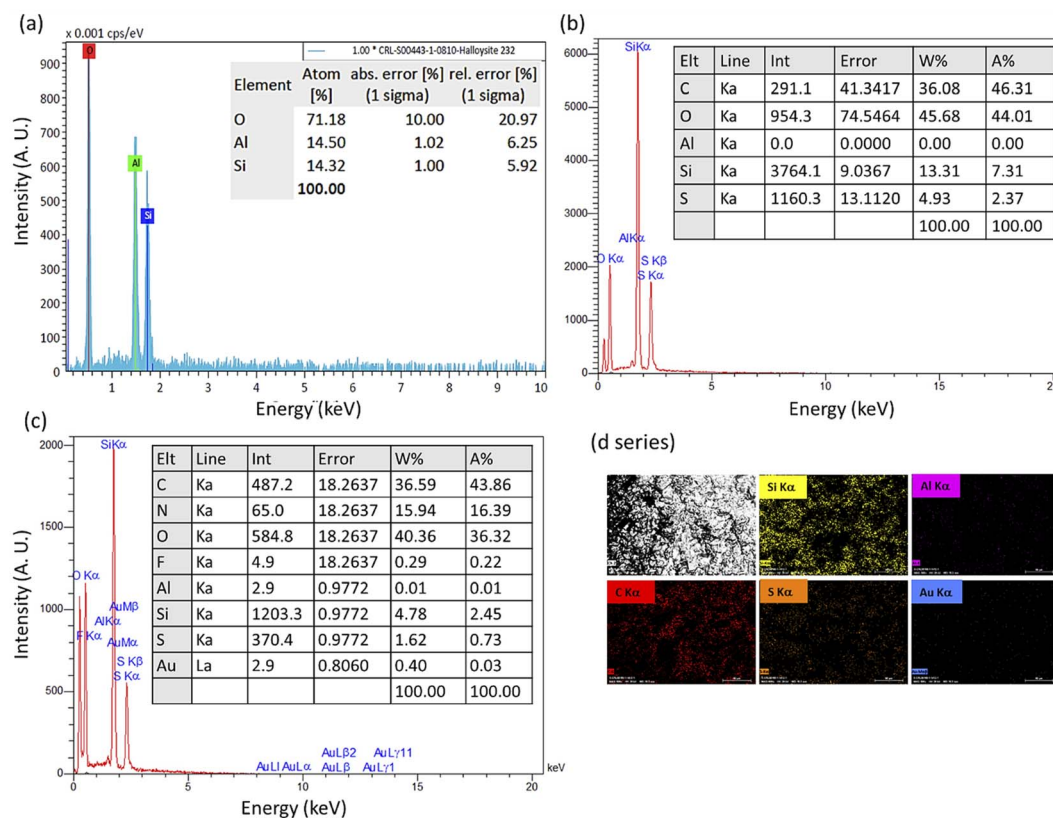 (a)
x 0.001 cps/eV
1.00 * CRL-S00443-1-0810-Halloysite 232
Element Atom [%] abs. error [%] (1 sigma) rel. error [%] (1 sigma)
O 71.18 10.00 20.97
Al 14.50 1.02 6.25
Si 14.32 1.00 5.92
100.00
O
Al
Si
900
800
700
600
500
400
300
200
100
0
Intensity (A. U.)
1 2 3 4 5 6 7 8 9 10
Energy (keV)
(b)
Elt Line Int Error W% A%
C Ka 291.1 41.3417 36.08 46.31
O Ka 954.3 74.5464 45.68 44.01
Al Ka 0.0 0.0000 0.00 0.00
Si Ka 3764.1 9.0367 13.31 7.31
S Ka 1160.3 13.1120 4.93 2.37
100.00 100.00
SiKα
AlKα
O Kα
S Kβ
S Kα
6000
5000
4000
3000
2000
1000
0
Intensity (A. U.)
0 5 10 15 20
Energy (keV)
(c)
Elt Line Int Error W% A%
C Ka 487.2 18.2637 36.59 43.86
N Ka 65.0 18.2637 15.94 16.39
O Ka 584.8 18.2637 40.36 36.32
F Ka 4.9 18.2637 0.29 0.22
Al Ka 2.9 0.9772 0.01 0.01
Si Ka 1203.3 0.9772 4.78 2.45
S Ka 370.4 0.9772 1.62 0.73
Au La 2.9 0.8060 0.40 0.03
100.00 100.00
SiKα
O Kα
AuMβ
AlKα
F Kα
AuMα
S Kβ
S Kα
AuLβ2 AuLγ11
AuLl AuLα AuLβ AuLγ1
2000
1500
1000
500
0
Intensity (A. U.)
0 5 10 15 20
keV
Energy (keV)
(d series)
Si Kα
Al Kα
C Kα
S Kα
Au Kα